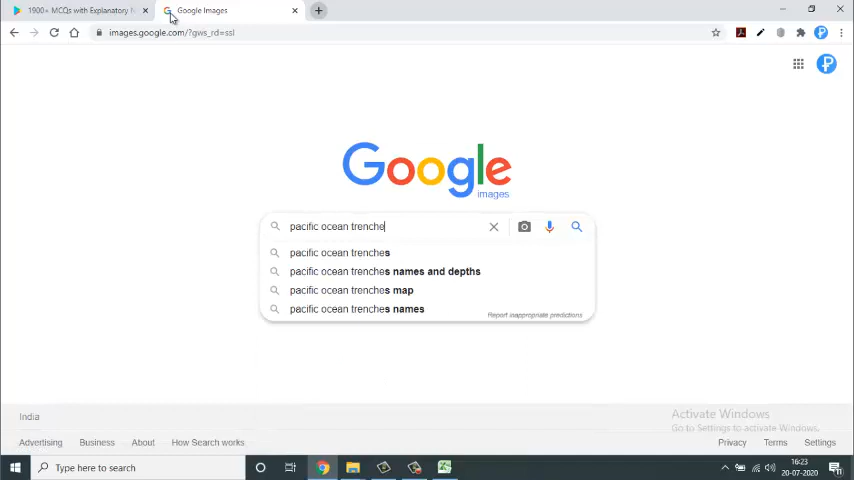 1900+ MCQs with Explanatory
Google Images
images.google.com/?gws_rd=ssl
Google
images
pacific ocean trenche
pacific ocean trenches
pacific ocean trenches names and depths
pacific ocean trenches map
pacific ocean trenches names
Report inappropriate predictions
India
Activate Windows
Go to Settings to activate Windows.
Advertising Business About How Search works Privacy Terms Settings
Type here to search
16:23
20-07-2020